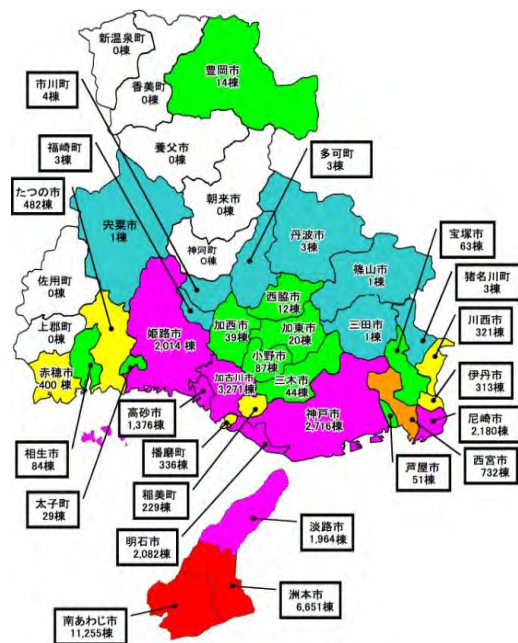 新温泉町
0棟
香美町
0棟
豊岡市
14棟
市川町
4棟
福崎町
3棟
養父市
0棟
多可町
3棟
たつの市
482棟
朝来市
0棟
宍粟市
1棟
神河町
0棟
丹波市
3棟
宝塚市
63棟
佐用町
0棟
篠山市
1棟
猪名川町
3棟
西脇市
12棟
上郡町
0棟
姫路市
2,014 棟
加西市
39棟
加東市
20棟
三田市
1棟
川西市
321棟
赤穂市
400 棟
小野市
87棟
三木市
44棟
伊丹市
313棟
加古川市
3,271棟
神戸市
2,716棟
高砂市
1,376棟
尼崎市
2,180棟
相生市
84棟
播磨町
336棟
西宮市
732棟
芦屋市
51棟
稲美町
229棟
太子町
29棟
明石市
2,082棟
淡路市
1,964棟
洲本市
6,651棟
南あわじ市
11,255棟